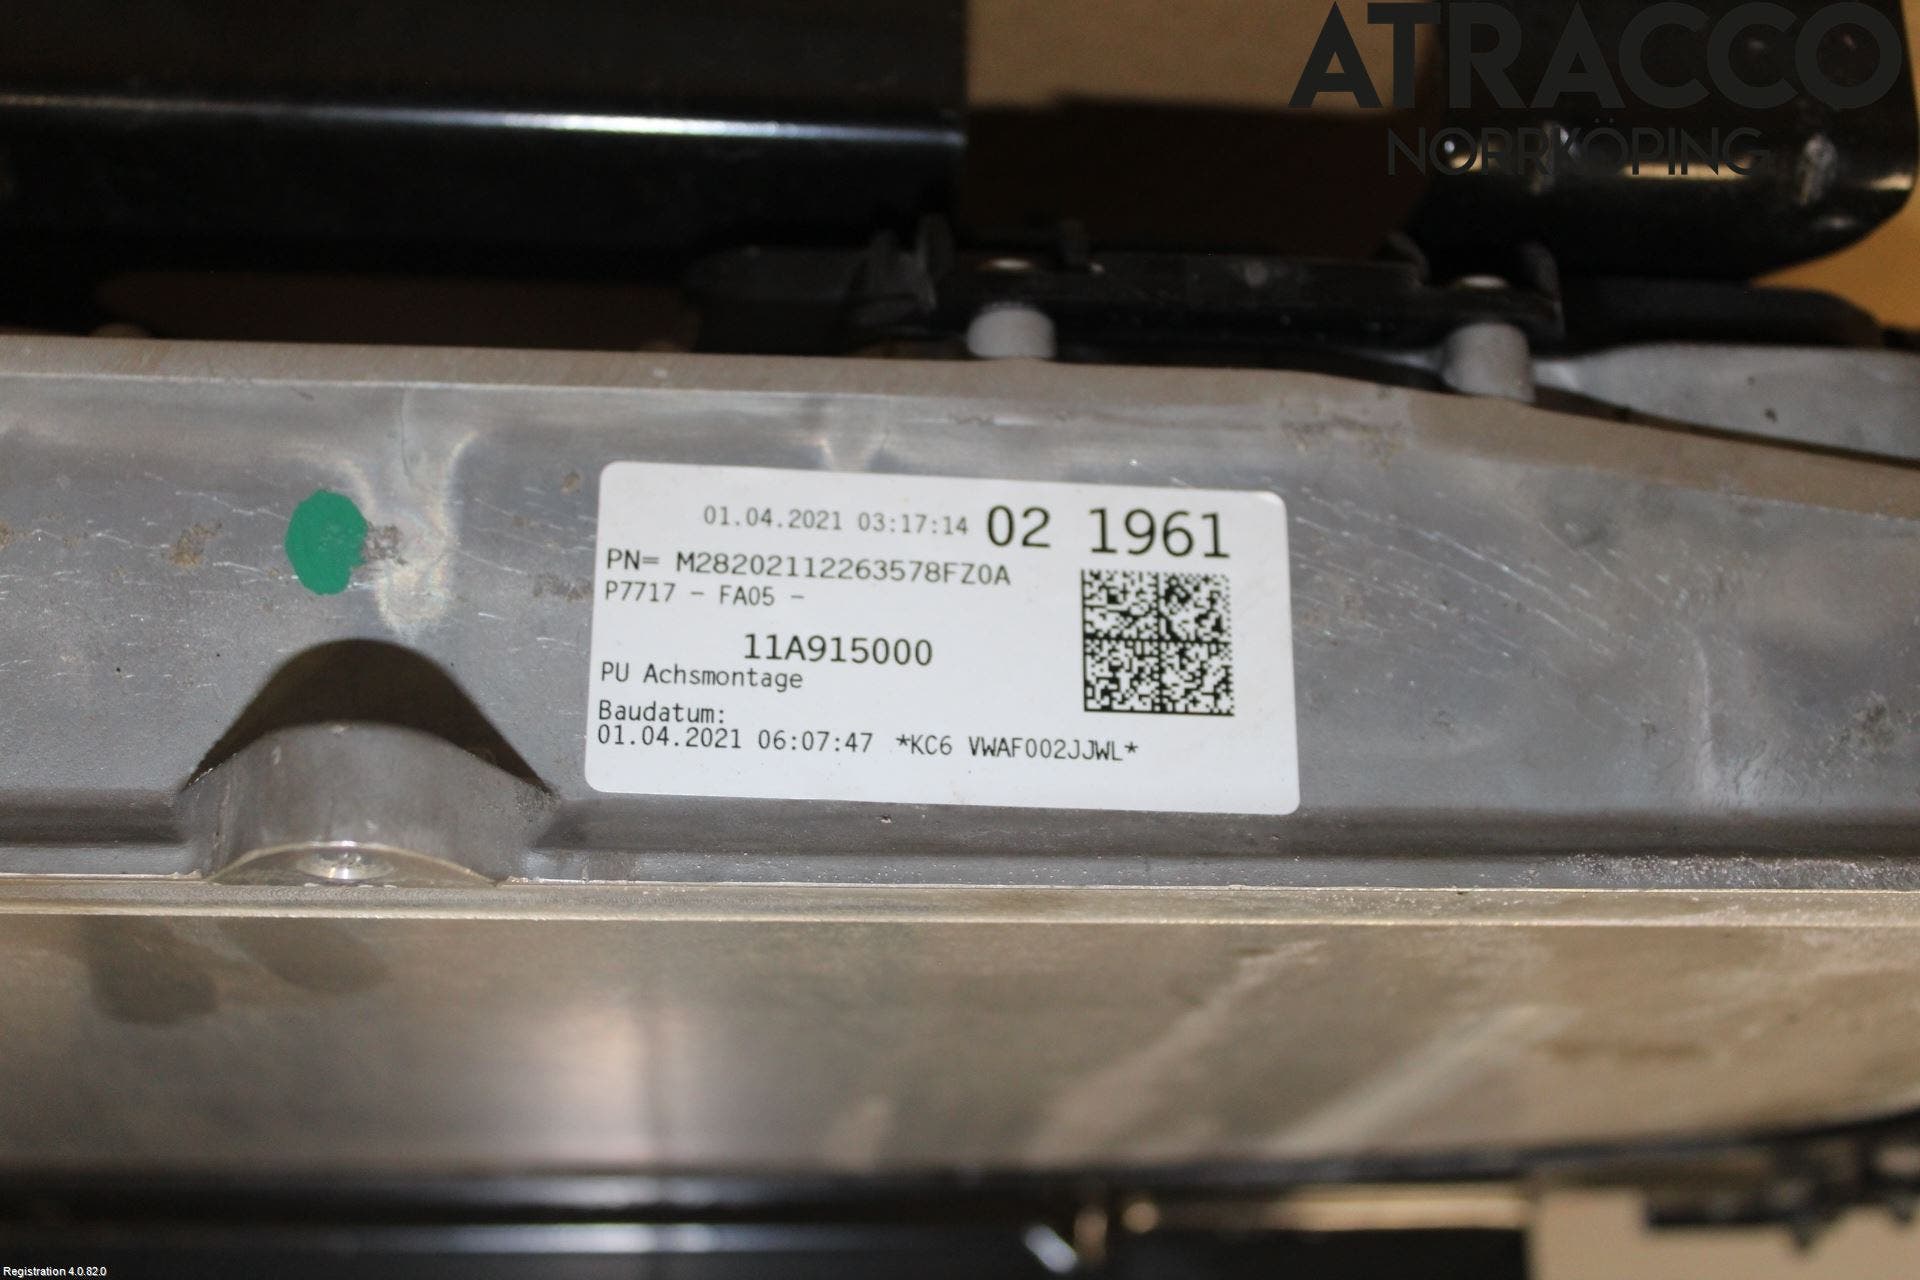 ATRACCO
NORRKÖPING
01.04.2021 03:17:14 02 1961
PN= M28202112263578FZ0A
P7717 - FA05 -
11A915000
PU Achsmontage
Baudatum:
01.04.2021 06:07:47 *KC6 VWAF002JJWL*
Registration 4.0.82.0